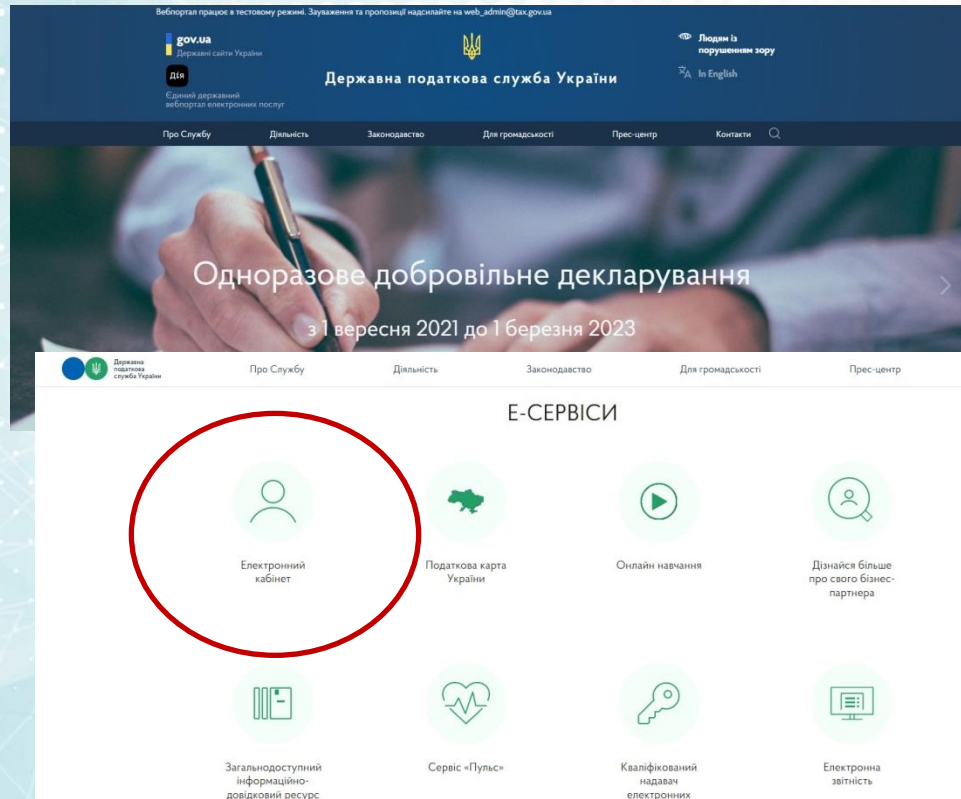 Вебпортал працює в тестовому режимі. Зауваження та пропозиції надсилайте на web_admin@tax.gov.ua
gov.ua
Державні сайти України
Дія
Єдиний державний
вебпортал електронних послуг
Державна податкова служба України
Людям із
порушенням зору
In English
Про Службу Діяльність Законодавство Для громадськості Прес-центр Контакти
Одноразове добровільне декларування
з 1 вересня 2021 до 1 березня 2023
Державна
податкова
служба України
Про Службу Діяльність Законодавство Для громадськості Прес-центр
Е-СЕРВІСИ
Електронний
кабінет
Податкова карта
України
Онлайн навчання
Дізнайся більше
про свого бізнес-
партнера
Загальнодоступний
інформаційно-
довідковий ресурс
Сервіс «Пульс»
Кваліфікований
надавач
електронних
Електронна
звітність